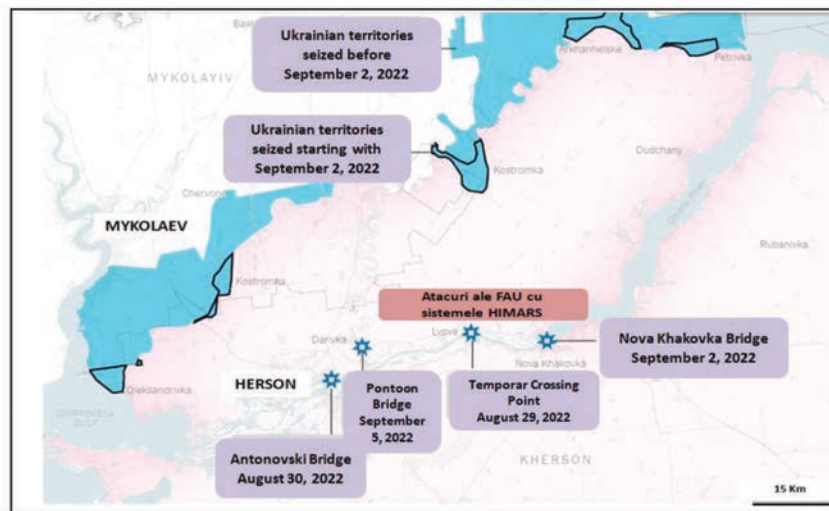 Ukrainian territories
seized before
September 2, 2022
MYKOLAYIV
Arkhanhelske
Petrivka
Ukrainian territories
seized starting with
September 2, 2022
Kostromka
Dudchany
MYKOLAEV
Rubanivka
Kostromka
Atacuri ale FAU cu
sistemele HIMARS
Darivka
Lvove
Nova Khakovka
Nova Khakovka Bridge
September 2, 2022
Oleksandrivka
HERSON
Pontoon
Bridge
September
5, 2022
Temporar Crossing
Point
August 29, 2022
Antonovski Bridge
August 30, 2022
KHERSON
15 Km